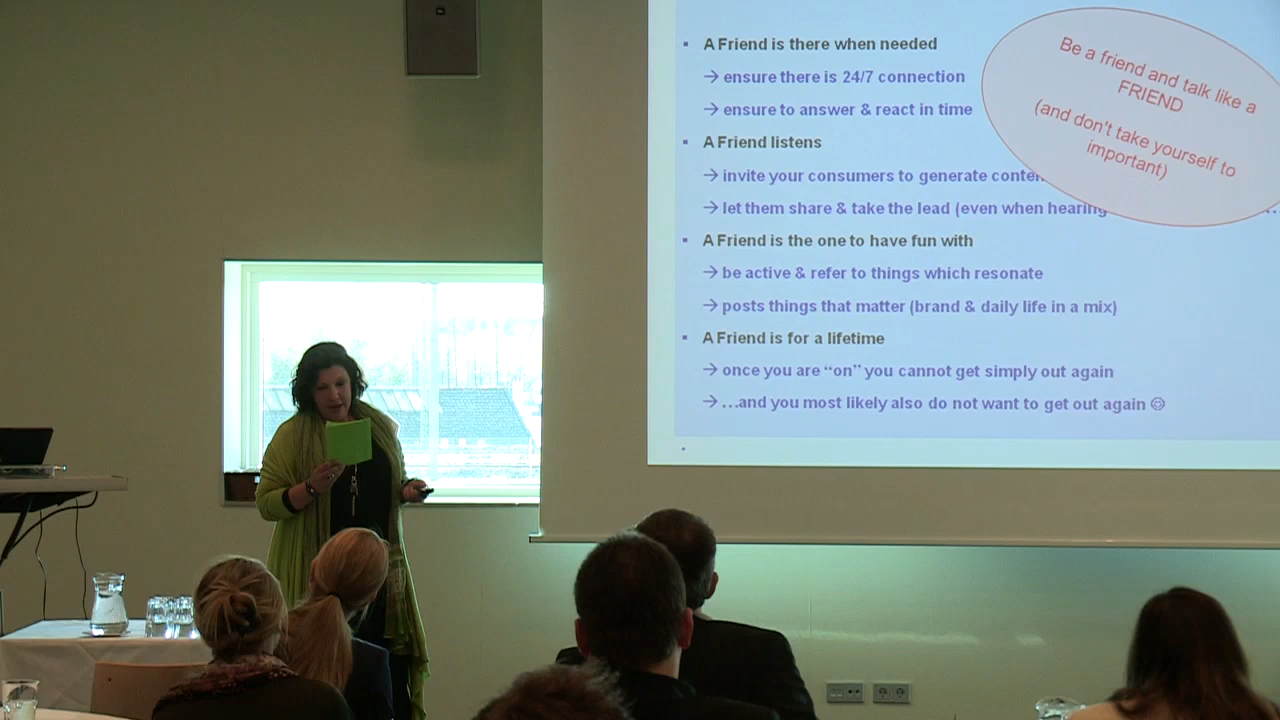 A Friend is there when needed
→ ensure there is 24/7 connection
→ ensure to answer & react in time
A Friend listens
→ invite your consumers to generate
→ let them share & take the lead (even when hearing
A Friend is the one to have fun with
→ be active & refer to things which resonate
→ posts things that matter (brand & daily life in a mix)
A Friend is for a lifetime
→ once you are “on” you cannot get simply out again
→ …and you most likely also do not want to get out again ☺
Be a friend and talk like a
FRIEND
(and don't take yourself to
important)